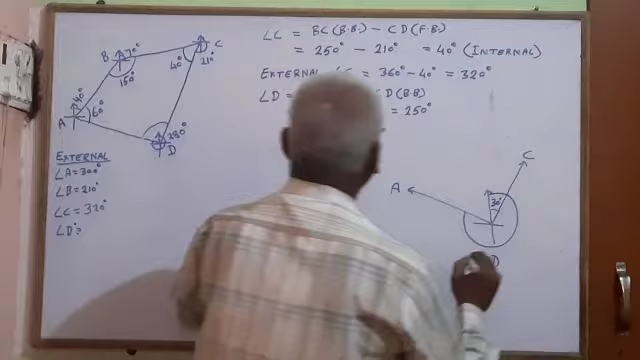 ∠C = BC (B.B) - CD (F.B)
= 250° - 210° = 40° (INTERNAL)
EXTERNAL = 360° - 40° = 320°
∠D = CD (B.B)
= 250°
B 70° C
40° 210°
150°
40°
A 60°
280°
D
EXTERNAL
∠A = 300°
∠B = 210°
∠C = 320°
∠D =
C
A
30°
D